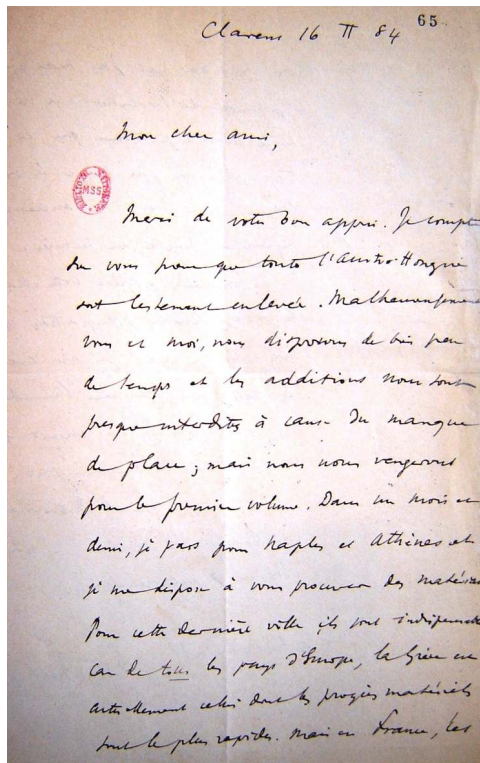 65
Clarens 16 II 84
Mon cher ami,
MSS
Merci de votre bon appui. Je compte
sur vous pour que toute l'Austro-Hongrie
soit lestement enlevée. Malheureusement
vous et moi, nous disposons de bien peu
de temps et les additions nous sont
presque interdites à cause du manque
de place ; mais nous nous vengerons
pour le premier volume. Dans un mois et
demi, je pars pour Naples et Athènes et
je me dispose à vous procurer des matériaux
Pour cette dernière ville ils sont indispensables
car de tous les pays d'Europe, la Grèce est
actuellement celui dont les progrès matériels
sont le plus rapides. Mais en France, les